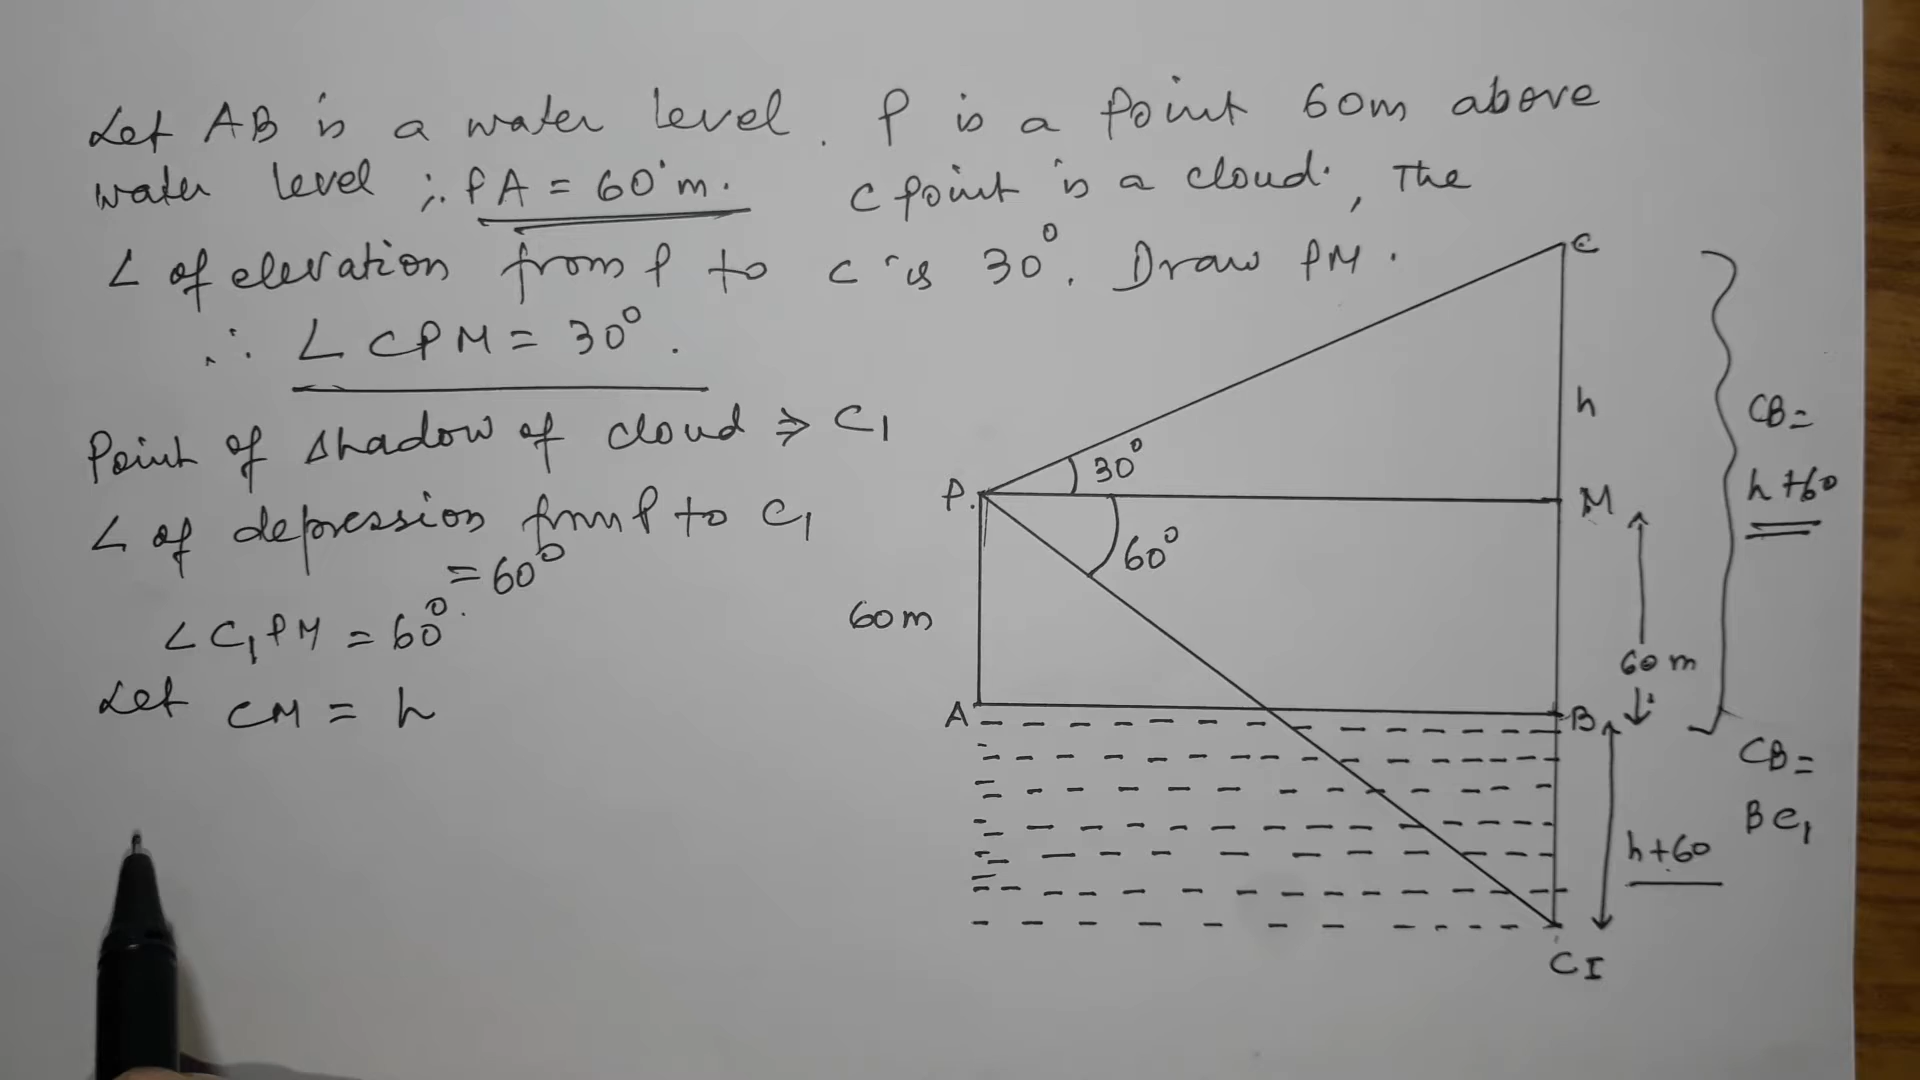 Let AB is a water level. P is a point 60m above
water level ∴ PA = 60 m. C point is a cloud, The
∠ of elevation from P to C is 30°. Draw PM.
∴ ∠CPM = 30°.
Point of shadow of cloud ⇒ C1
∠ of depression from P to C1
= 60°
∠C1PM = 60°.
Let CM = h
C
h
30°
P.
M
60°
60m
A
B
60 m
CB =
h+60
CB =
BC1
h+60
C1